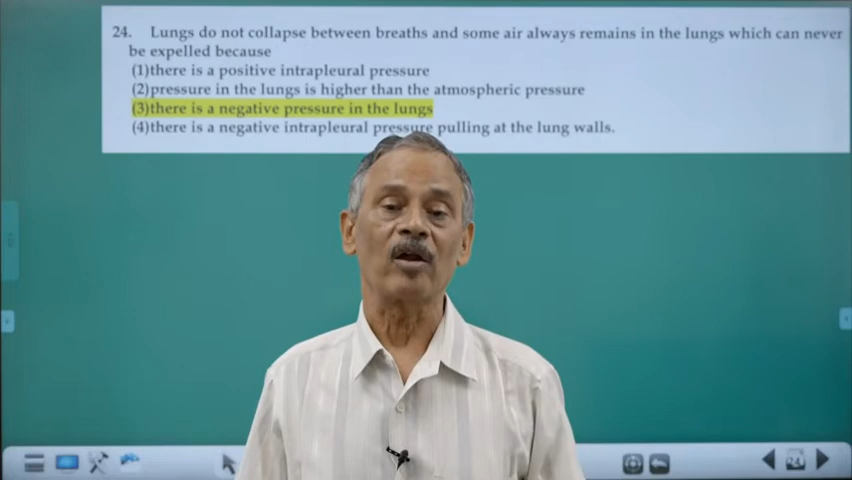 24. Lungs do not collapse between breaths and some air always remains in the lungs which can never
be expelled because
(1)there is a positive intrapleural pressure
(2)pressure in the lungs is higher than the atmospheric pressure
(3)there is a negative pressure in the lungs
(4)there is a negative intrapleural pressure pulling at the lung walls.
24